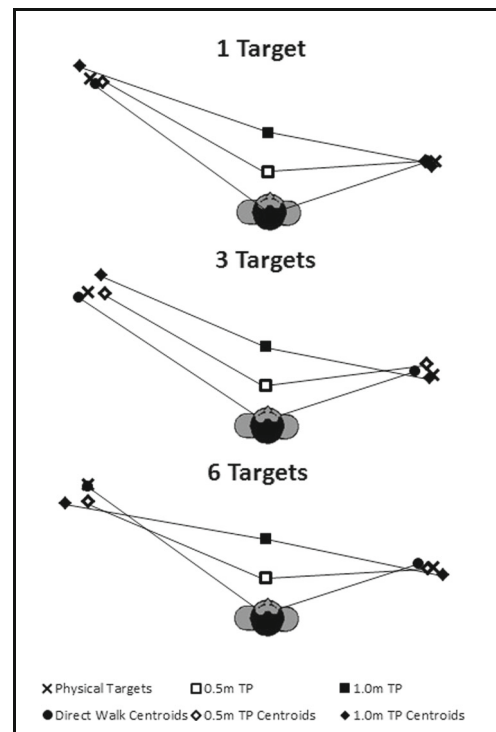 1 Target
3 Targets
6 Targets
Physical Targets 0.5m TP 1.0m TP
Direct Walk Centroids 0.5m TP Centroids 1.0m TP Centroids